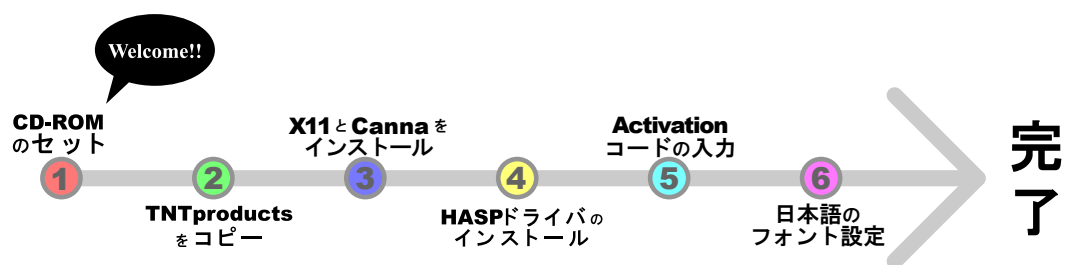 Welcome!!
CD-ROM
のセット
1
2
TNTproducts
をコピー
X11とCannaを
インストール
3
4
HASPドライバの
インストール
Activation
コードの入力
5
6
日本語の
フォント設定
完
了